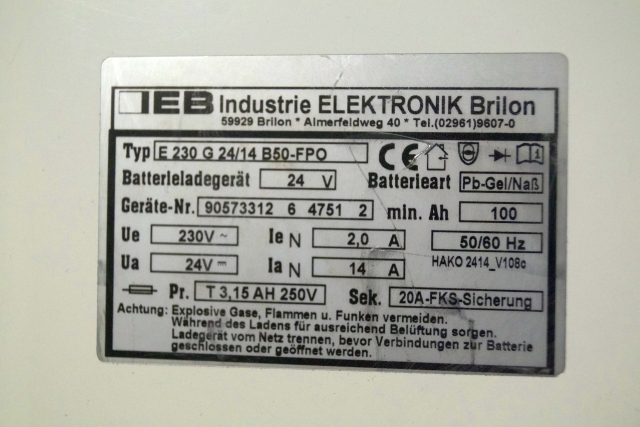 IEB Industrie ELEKTRONIK Brilon
59929 Brilon * Almerfeldweg 40 * Tel.(02961)9607-0
Typ E 230 G 24/14 B50-FPO CE
Batterieladegerät 24 V Batterieart Pb-Gel/Naß
Geräte-Nr. 90573312 6 4751 2 min. Ah 100
Ue 230V ~ Ie N 2,0 A 50/60 Hz
Ua 24V Ia N 14 A HAKO 2414_V108c
Pr. T 3,15 AH 250V Sek. 20A-FKS-Sicherung
Achtung: Explosive Gase, Flammen u. Funken vermeiden.
Während des Ladens für ausreichend Belüftung sorgen.
Ladegerät vom Netz trennen, bevor Verbindungen zur Batterie
geschlossen oder geöffnet werden.